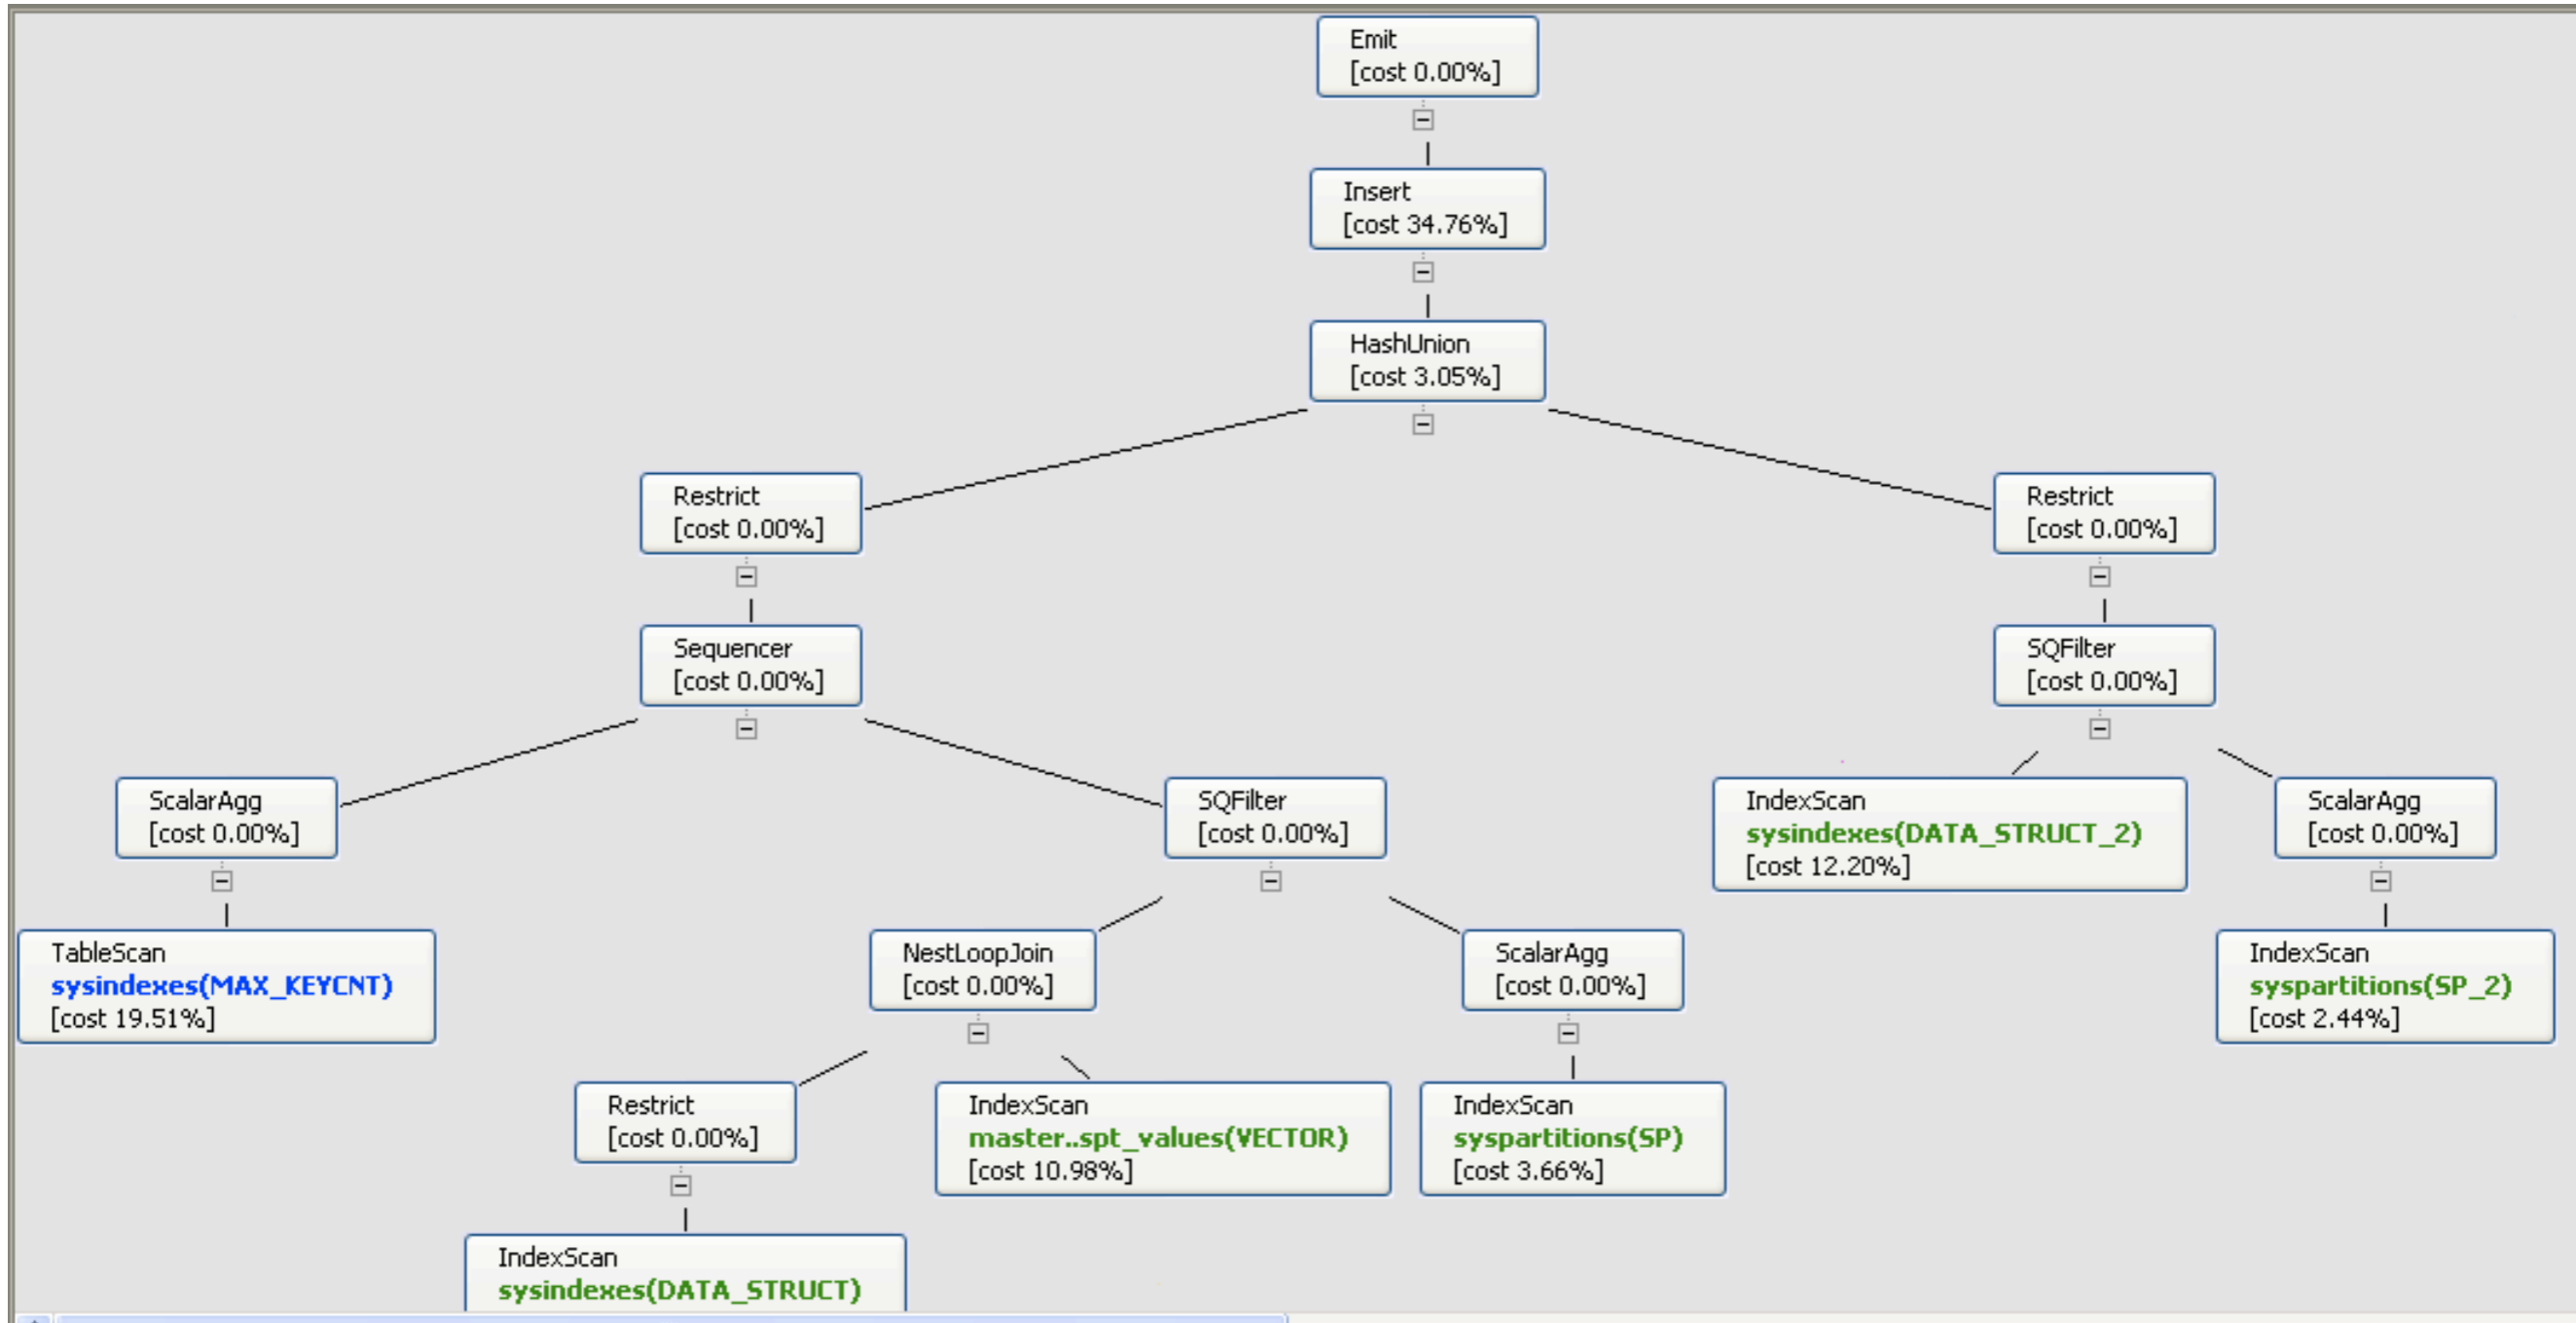 Emit
[cost 0.00%]
Insert
[cost 34.76%]
HashUnion
[cost 3.05%]
Restrict
[cost 0.00%]
Restrict
[cost 0.00%]
Sequencer
[cost 0.00%]
SQFilter
[cost 0.00%]
ScalarAgg
[cost 0.00%]
SQFilter
[cost 0.00%]
IndexScan
sysindexes(DATA_STRUCT_2)
[cost 12.20%]
ScalarAgg
[cost 0.00%]
TableScan
sysindexes(MAX_KEYCNT)
[cost 19.51%]
NestLoopJoin
[cost 0.00%]
ScalarAgg
[cost 0.00%]
IndexScan
syspartitions(SP_2)
[cost 2.44%]
Restrict
[cost 0.00%]
IndexScan
master..spt_values(VECTOR)
[cost 10.98%]
IndexScan
syspartitions(SP)
[cost 3.66%]
IndexScan
sysindexes(DATA_STRUCT)